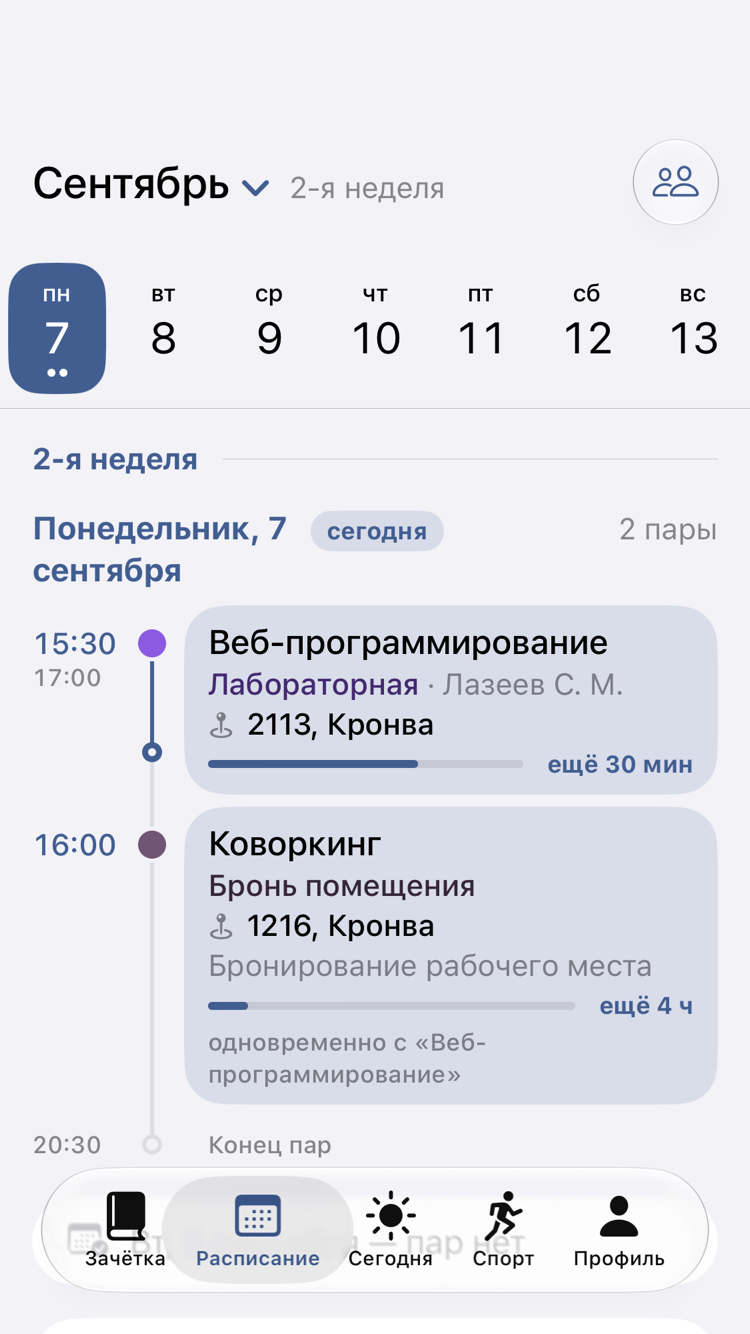 Сентябрь 2-я неделя
пн вт ср чт пт сб вс
7 8 9 10 11 12 13
2-я неделя
Понедельник, 7 сегодня 2 пары
сентября
15:30 Веб-программирование
17:00 Лабораторная · Лазеев С. М.
2113, Кронва
ещё 30 мин
16:00 Коворкинг
Бронь помещения
1216, Кронва
Бронирование рабочего места
ещё 4 ч
одновременно с «Веб-
программирование»
20:30 Конец пар
— пар нет
Зачётка Расписание Сегодня Спорт Профиль